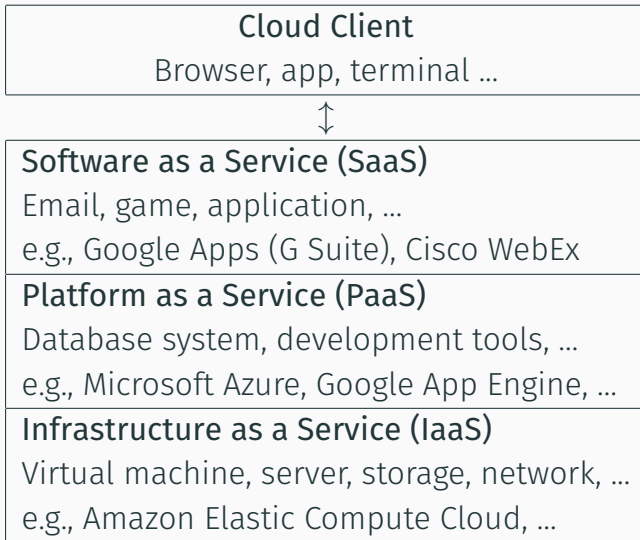 Cloud Client
Browser, app, terminal ...
↕
Software as a Service (SaaS)
Email, game, application, ...
e.g., Google Apps (G Suite), Cisco WebEx
Platform as a Service (PaaS)
Database system, development tools, ...
e.g., Microsoft Azure, Google App Engine, ...
Infrastructure as a Service (IaaS)
Virtual machine, server, storage, network, ...
e.g., Amazon Elastic Compute Cloud, ...